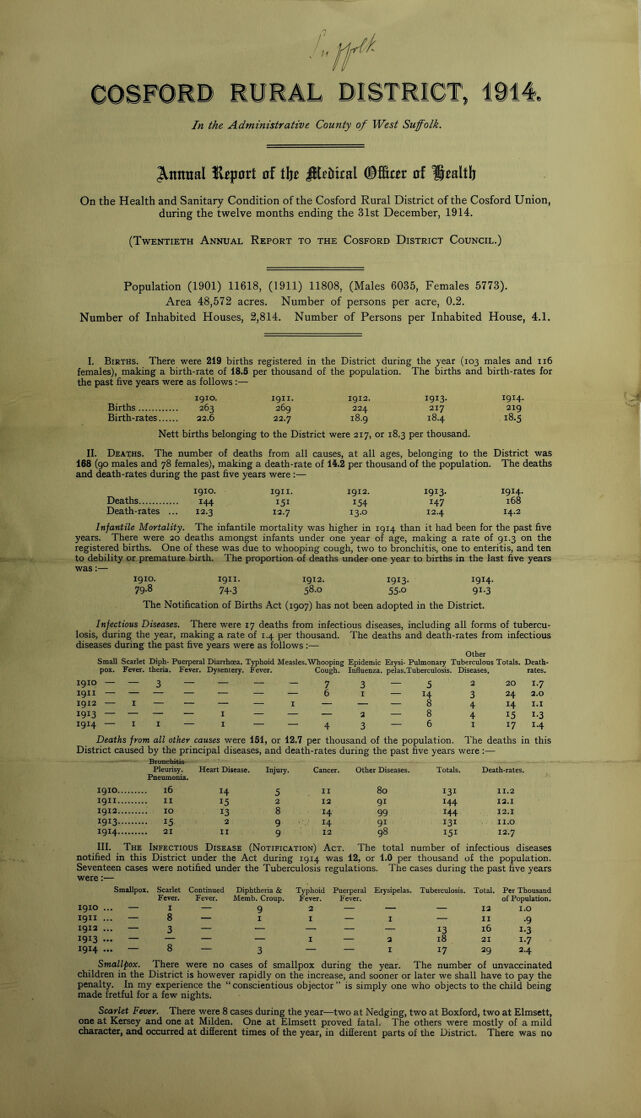 Suffolk
COSFORD RURAL DISTRICT, 1914.
In the Administrative County of West Suffolk.
Annual Report of the Medical Officer of Health
On the Health and Sanitary Condition of the Cosford Rural District of the Cosford Union,
during the twelve months ending the 31st December, 1914.
(Twentieth Annual Report to the Cosford District Council.)
Population (1901) 11618, (1911) 11808, (Males 6035, Females 5773).
Area 48,572 acres. Number of persons per acre, 0.2.
Number of Inhabited Houses, 2,814. Number of Persons per Inhabited House, 4.1.
I. Births. There were 219 births registered in the District during the year (103 males and 116
females), making a birth-rate of 18.5 per thousand of the population. The births and birth-rates for
the past five years were as follows :—
1910. 1911. 1912. 1913. 1914.
Births............ 263 269 224 217 219
Birth-rates...... 22.6 22.7 18.9 18.4 18.5
Nett births belonging to the District were 217, or 18.3 per thousand.
II. Deaths. The number of deaths from all causes, at all ages, belonging to the District was
168 (90 males and 78 females), making a death-rate of 14.2 per thousand of the population. The deaths
and death-rates during the past five years were :—
1910. 1911. 1912. 1913. 1914.
Deaths............ 144 151 154 147 168
Death-rates ... 12.3 12.7 13.0 12.4 14.2
Infantile Mortality. The infantile mortality was higher in 1914 than it had been for the past five
years. There were 20 deaths amongst infants under one year of age, making a rate of 91.3 on the
registered births. One of these was due to whooping cough, two to bronchitis, one to enteritis, and ten
to debility or premature birth. The proportion of deaths under one year to births in the last five years
was :—
1910. 1911. 1912. 1913. 1914.
79.8 74.3 58.0 55.0 91.3
The Notification of Births Act (1907) has not been adopted in the District.
Infectious Diseases. There were 17 deaths from infectious diseases, including all forms of tubercu-
losis, during the year, making a rate of 1.4 per thousand. The deaths and death-rates from infectious
diseases during the past five years were as follows :—
Other
Small Scarlet Diph- Puerperal Diarrhœa. Typhoid Measles. Whooping Epidemic Erysi- Pulmonary Tuberculous Totals. Death-
pox. Fever. theria. Fever. Dysentery. Fever. Cough. Influenza. pelas. Tuberculosis. Diseases, rates.
1910 — — 3 — — — — 7 3 — 5 2 20 1.7
1911 — — — — — — — 6 1 — 14 3 24 2.0
1912 — 1 — — — — 1 — — — 8 4 14 1.1
1913 — — — — 1 — — — 2 — 8 4 15 1.3
1914 — 1 1 — 1 — — 4 3 — 6 1 17 1.4
Deaths from all other causes were 151, or 12.7 per thousand of the population. The deaths in this
District caused by the principal diseases, and death-rates during the past five years were :—
Bronchitis
Pleurisy. Heart Disease. Injury. Cancer. Other Diseases. Totals. Death-rates.
Pneumonia.
1910......... 16 14 5 11 80 131 11.2
1911......... 11 15 2 12 91 144 12.1
1912......... 10 13 8 14 99 144 12.1
1913......... 15 2 9 14 91 131 11.0
1914......... 21 11 9 12 98 151 12.7
III. The Infectious Disease (Notification) Act. The total number of infectious diseases
notified in this District under the Act during 1914 was 12, or 1.0 per thousand of the population.
Seventeen cases were notified under the Tuberculosis regulations. The cases during the past five years
were :—
Smallpox. Scarlet Continued Diphtheria & Typhoid Puerperal Erysipelas. Tuberculosis. Total. Per Thousand
Fever. Fever. Memb. Croup. Fever. Fever. of Population.
1910 ... — 1 — 9 2 — — — 12 1.0
1911 ... — 8 — 1 — 1 — 11 .9
1912 ... — 3 — — — — — 13 16 1.3
1913 ... — — — — 1 — 2 18 21 1.7
1914 ... — 8 — 3 — — 1 17 29 2.4
Smallpox. There were no cases of smallpox during the year. The number of unvaccinated
children in the District is however rapidly on the increase, and sooner or later we shall have to pay the
penalty. In my experience the "conscientious objector" is simply one who objects to the child being
made fretful for a few nights.
Scarlet Fever. There were 8 cases during the year—two at Nedging, two at Boxford, two at Elmsett,
one at Kersey and one at Milden. One at Elmsett proved fatal. The others were mostly of a mild
character, and occurred at different times of the year, in different parts of the District. There was no